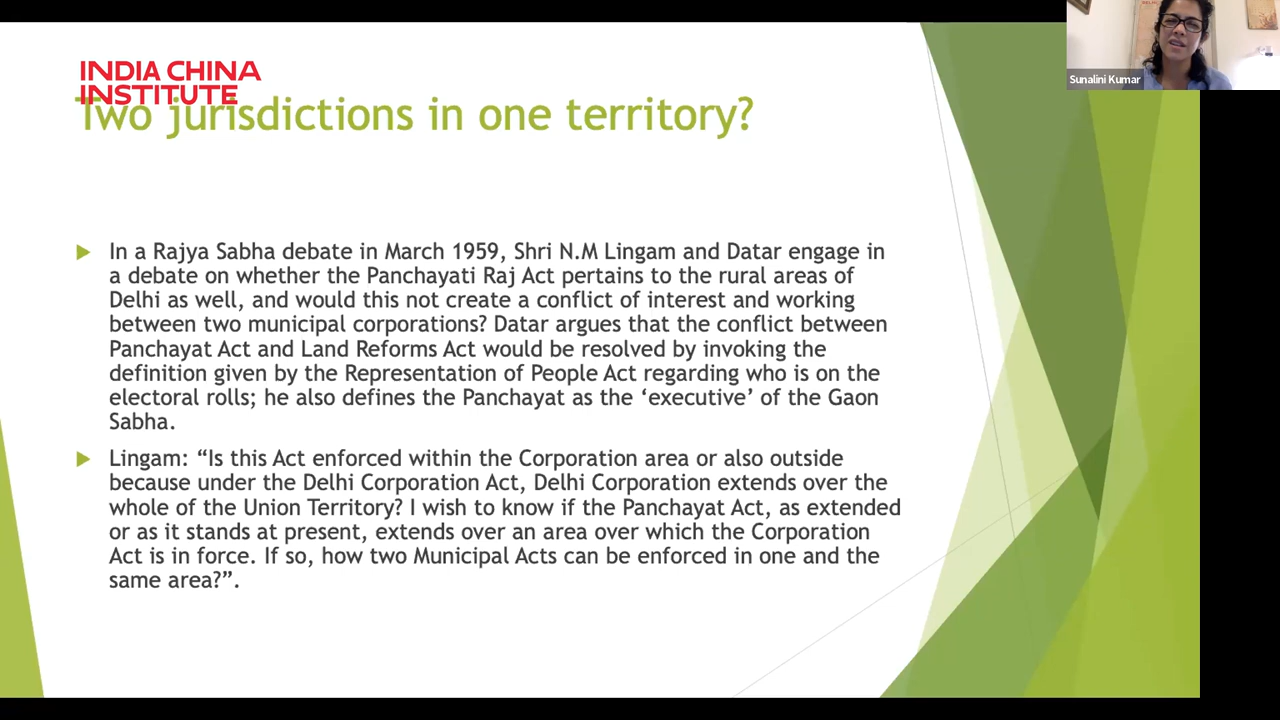 INDIA CHINA
INSTITUTE
Two jurisdictions in one territory?
Sunalini Kumar
In a Rajya Sabha debate in March 1959, Shri N.M Lingam and Datar engage in
a debate on whether the Panchayati Raj Act pertains to the rural areas of
Delhi as well, and would this not create a conflict of interest and working
between two municipal corporations? Datar argues that the conflict between
Panchayat Act and Land Reforms Act would be resolved by invoking the
definition given by the Representation of People Act regarding who is on the
electoral rolls; he also defines the Panchayat as the ‘executive’ of the Gaon
Sabha.
Lingam: “Is this Act enforced within the Corporation area or also outside
because under the Delhi Corporation Act, Delhi Corporation extends over the
whole of the Union Territory? I wish to know if the Panchayat Act, as extended
or as it stands at present, extends over an area over which the Corporation
Act is in force. If so, how two Municipal Acts can be enforced in one and the
same area?”.